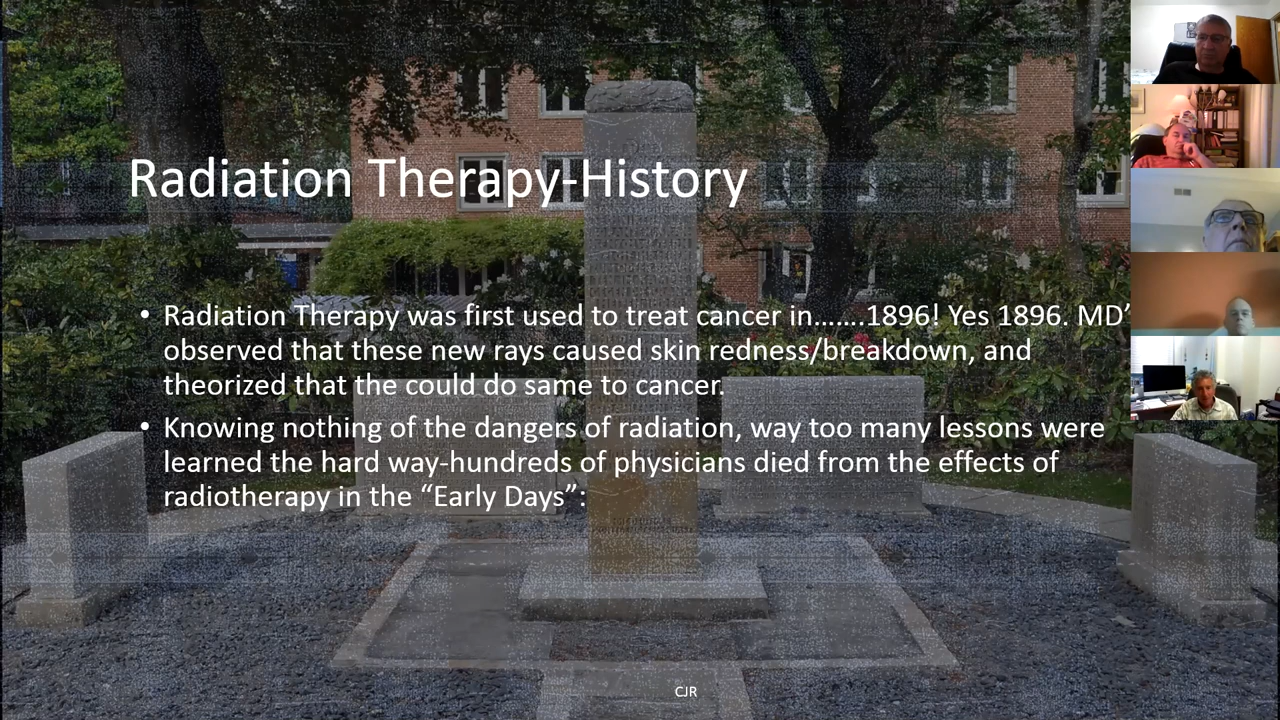 Radiation Therapy-History
• Radiation Therapy was first used to treat cancer in…….1896! Yes 1896. MD’
observed that these new rays caused skin redness/breakdown, and
theorized that the could do same to cancer.
• Knowing nothing of the dangers of radiation, way too many lessons were
learned the hard way-hundreds of physicians died from the effects of
radiotherapy in the “Early Days”:
CJR